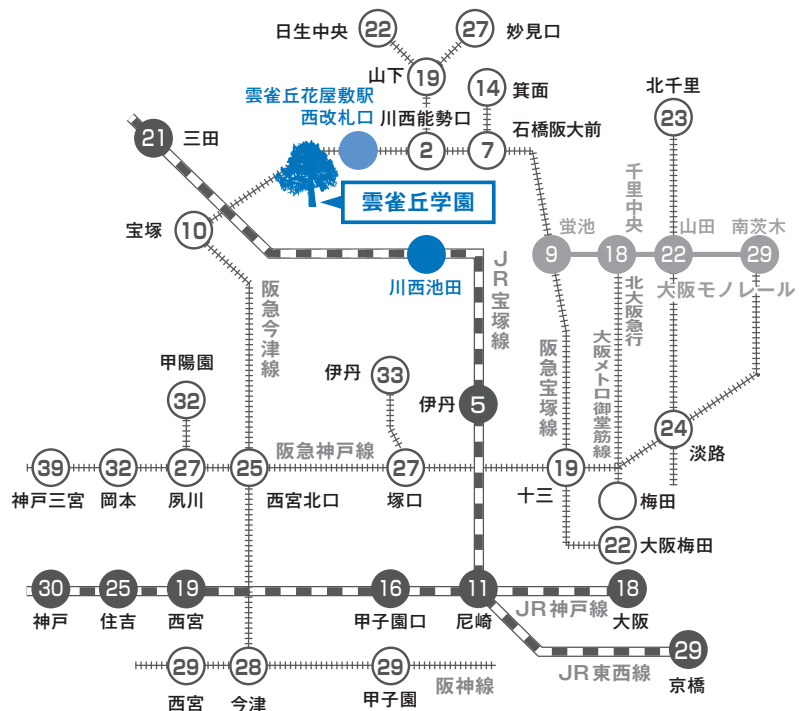 日生中央
22
27
妙見口
山下
19
雲雀丘花屋敷駅
西改札口
川西能勢口
14
箕面
北千里
23
21
三田
2
7
石橋阪大前
雲雀丘学園
宝塚
10
千里中央
蛍池
山田
南茨木
9
18
22
29
大阪モノレール
川西池田
JR宝塚線
北大阪急行
大阪メトロ御堂筋線
阪急今津線
阪急宝塚線
甲陽園
32
伊丹
33
伊丹
5
24
淡路
阪急神戸線
39
32
27
25
27
19
神戸三宮
岡本
夙川
西宮北口
塚口
十三
梅田
22
大阪梅田
30
25
19
16
11
18
神戸
住吉
西宮
甲子園口
尼崎
JR神戸線
大阪
29
28
29
阪神線
JR東西線
29
西宮
今津
甲子園
京橋